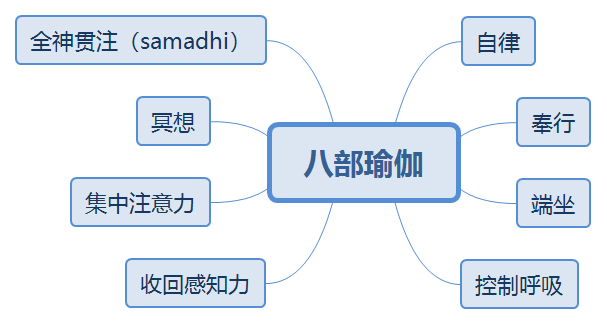 八部瑜伽
自律
奉行
端坐
控制呼吸
收回感知力
集中注意力
冥想
全神贯注（samadhi）